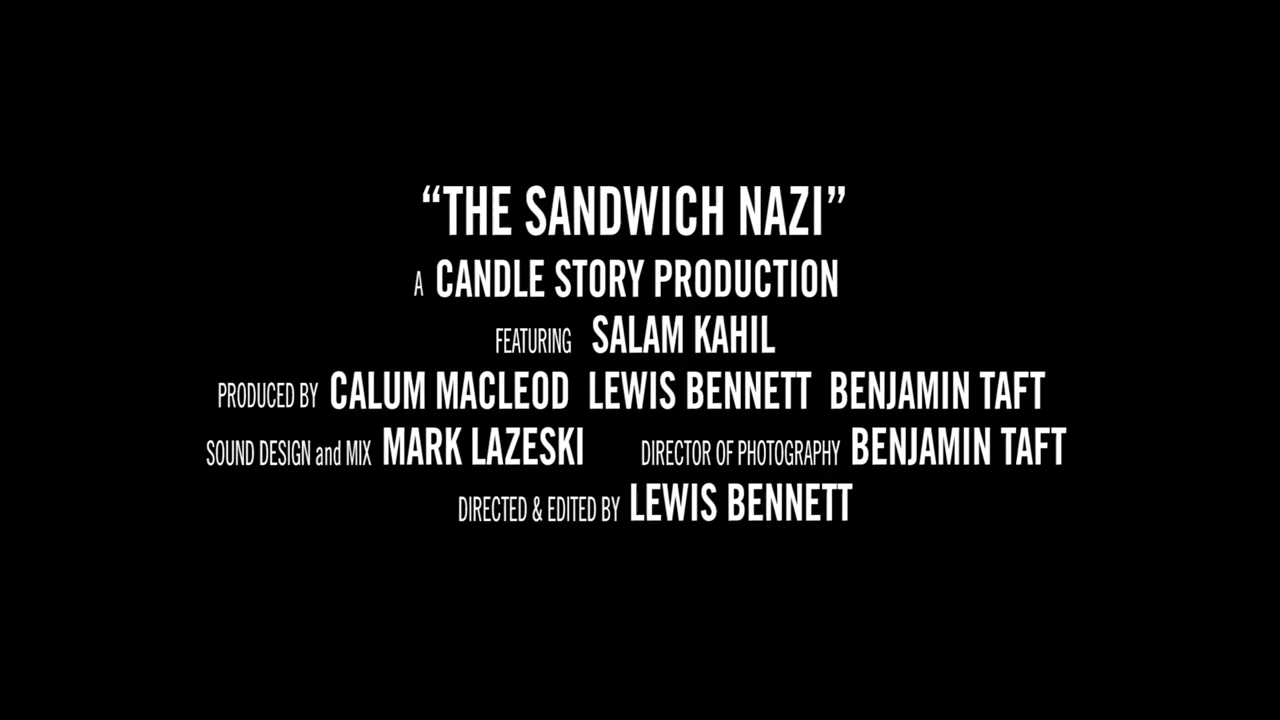 “THE SANDWICH NAZI”
A CANDLE STORY PRODUCTION
FEATURING SALAM KAHIL
PRODUCED BY CALUM MACLEOD LEWIS BENNETT BENJAMIN TAFT
SOUND DESIGN and MIX MARK LAZESKI DIRECTOR OF PHOTOGRAPHY BENJAMIN TAFT
DIRECTED & EDITED BY LEWIS BENNETT